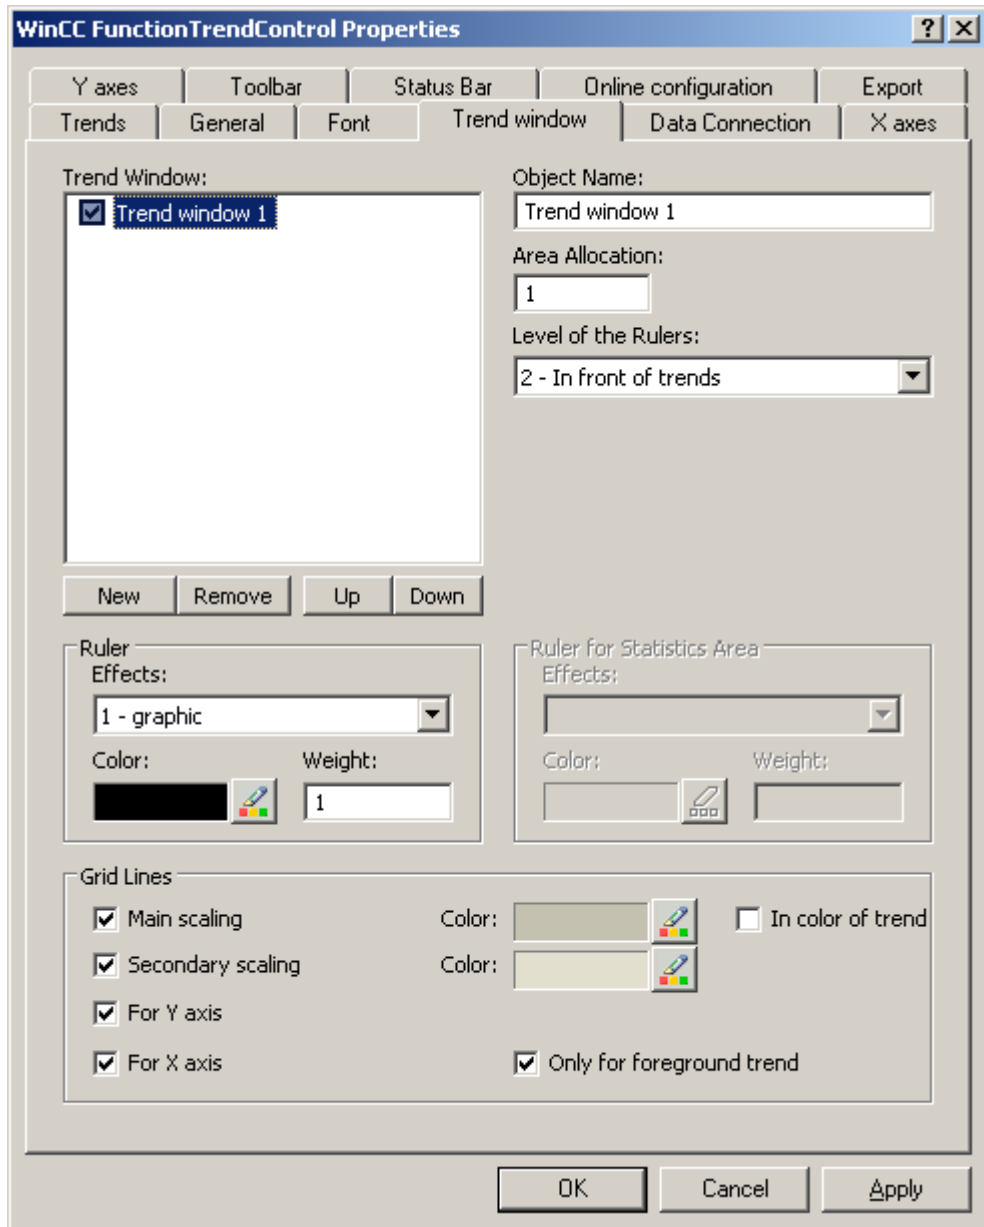 WinCC FunctionTrendControl Properties
Y axes Toolbar Status Bar Online configuration Export
Trends General Font Trend window Data Connection X axes
Trend Window:
Trend window 1
Object Name:
Trend window 1
Area Allocation:
1
Level of the Rulers:
2 - In front of trends
New Remove Up Down
Ruler
Effects:
1 - graphic
Color: Weight:
1
Ruler for Statistics Area
Effects:
Color: Weight:
Grid Lines
Main scaling Color: In color of trend
Secondary scaling Color:
For Y axis
For X axis Only for foreground trend
OK Cancel Apply